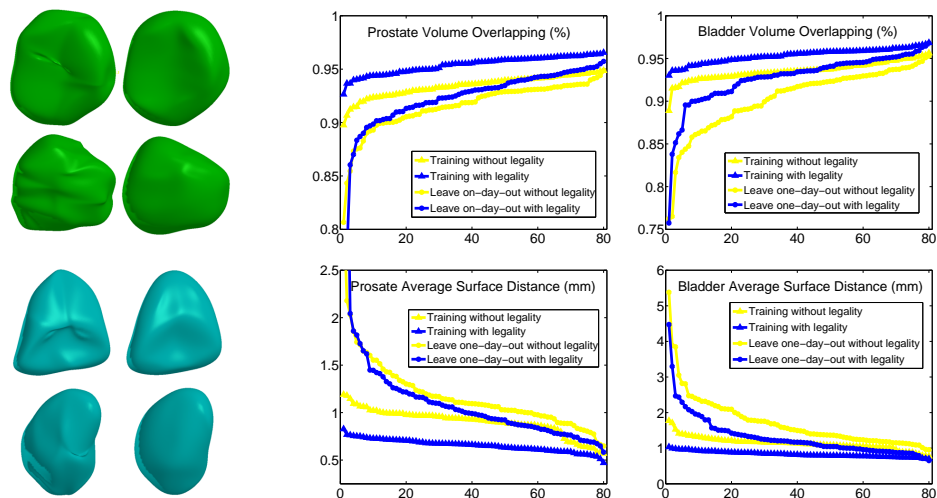 Prostate Volume Overlapping (%)
1
0.95
0.9
0.85
0.8
0
20
40
60
80
Training without legality
Training with legality
Leave on-day-out without legality
Leave on-day-out with legality
Bladder Volume Overlapping (%)
1
0.95
0.9
0.85
0.8
0.75
0
20
40
60
80
Training without legality
Training with legality
Leave one-day-out without legality
Leave one-day-out with legality
Prosate Average Surface Distance (mm)
2.5
2
1.5
1
0.5
0
20
40
60
80
Training without legality
Training with legality
Leave one-day-out without legality
Leave one-day-out with legality
Bladder Average Surface Distance (mm)
6
5
4
3
2
1
0
0
20
40
60
80
Training without legality
Training with legality
Leave one-day-out without legality
Leave one-day-out with legality